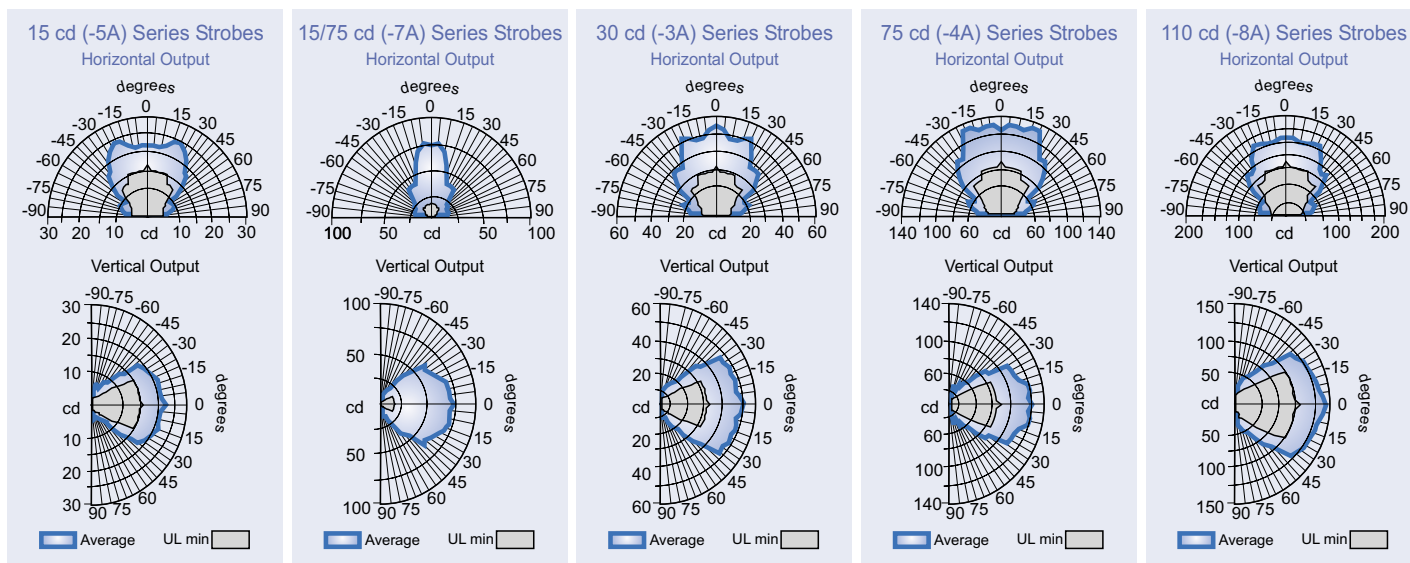 15 cd (-5A) Series Strobes
Horizontal Output
degrees
-90 -75 -60 -45 -30 -15 0 15 30 45 60 75 90
30 20 10 cd 10 20 30
Vertical Output
30 20 10 cd 10 20 30
-90 -75 -60 -45 -30 -15 0 15 30 45 60 75 90
degrees
Average UL min
15/75 cd (-7A) Series Strobes
Horizontal Output
degrees
-90 -75 -60 -45 -30 -15 0 15 30 45 60 75 90
100 50 cd 50 100
Vertical Output
100 50 cd 50 100
-90 -75 -60 -45 -30 -15 0 15 30 45 60 75 90
degrees
Average UL min
30 cd (-3A) Series Strobes
Horizontal Output
degrees
-90 -75 -60 -45 -30 -15 0 15 30 45 60 75 90
60 40 20 cd 20 40 60
Vertical Output
60 40 20 cd 20 40 60
-90 -75 -60 -45 -30 -15 0 15 30 45 60 75 90
degrees
Average UL min
75 cd (-4A) Series Strobes
Horizontal Output
degrees
-90 -75 -60 -45 -30 -15 0 15 30 45 60 75 90
140 100 60 cd 60 100 140
Vertical Output
140 100 60 cd 60 100 140
-90 -75 -60 -45 -30 -15 0 15 30 45 60 75 90
degrees
Average UL min
110 cd (-8A) Series Strobes
Horizontal Output
degrees
-90 -75 -60 -45 -30 -15 0 15 30 45 60 75 90
200 100 cd 100 200
Vertical Output
150 100 50 cd 50 100 150
-90 -75 -60 -45 -30 -15 0 15 30 45 60 75 90
degrees
Average UL min